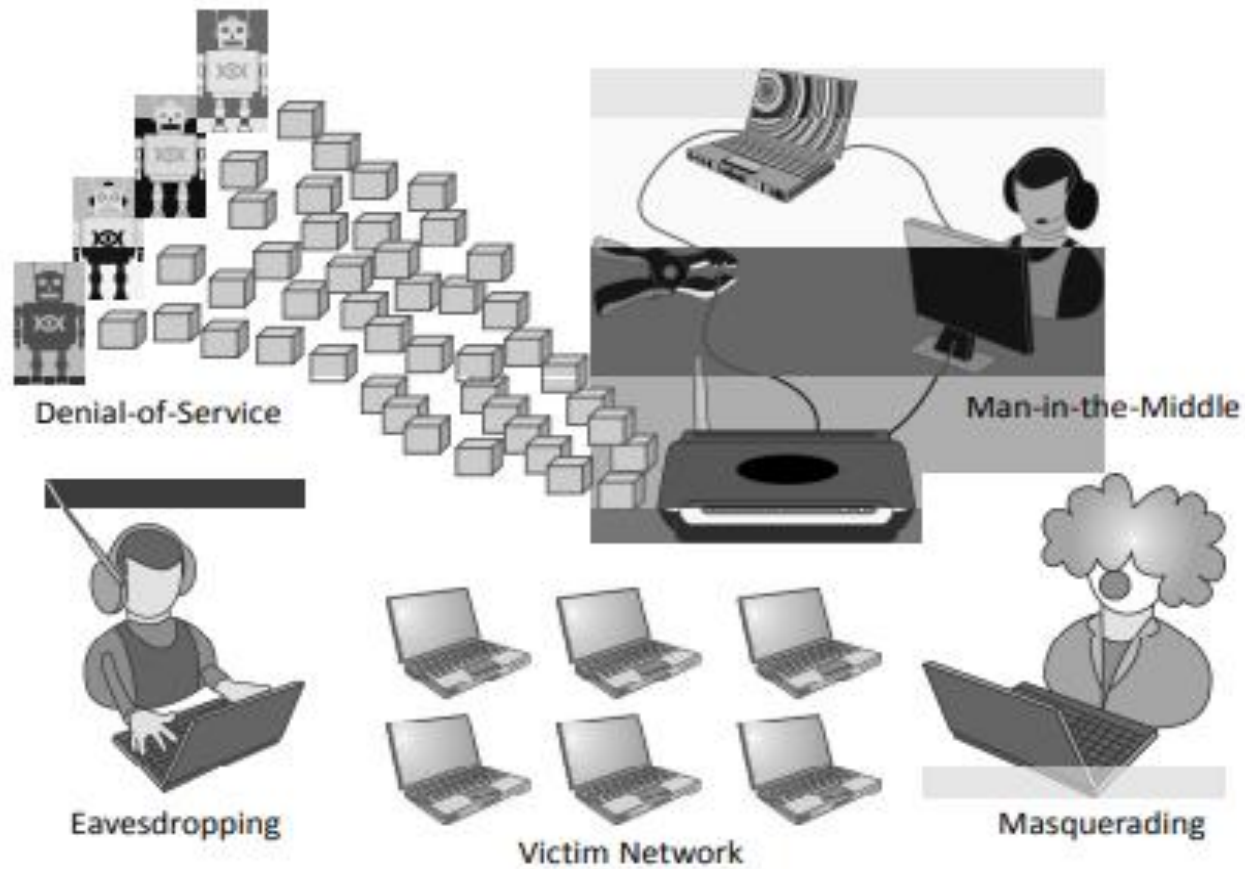 Denial-of-Service
Man-in-the-Middle
Eavesdropping
Victim Network
Masquerading